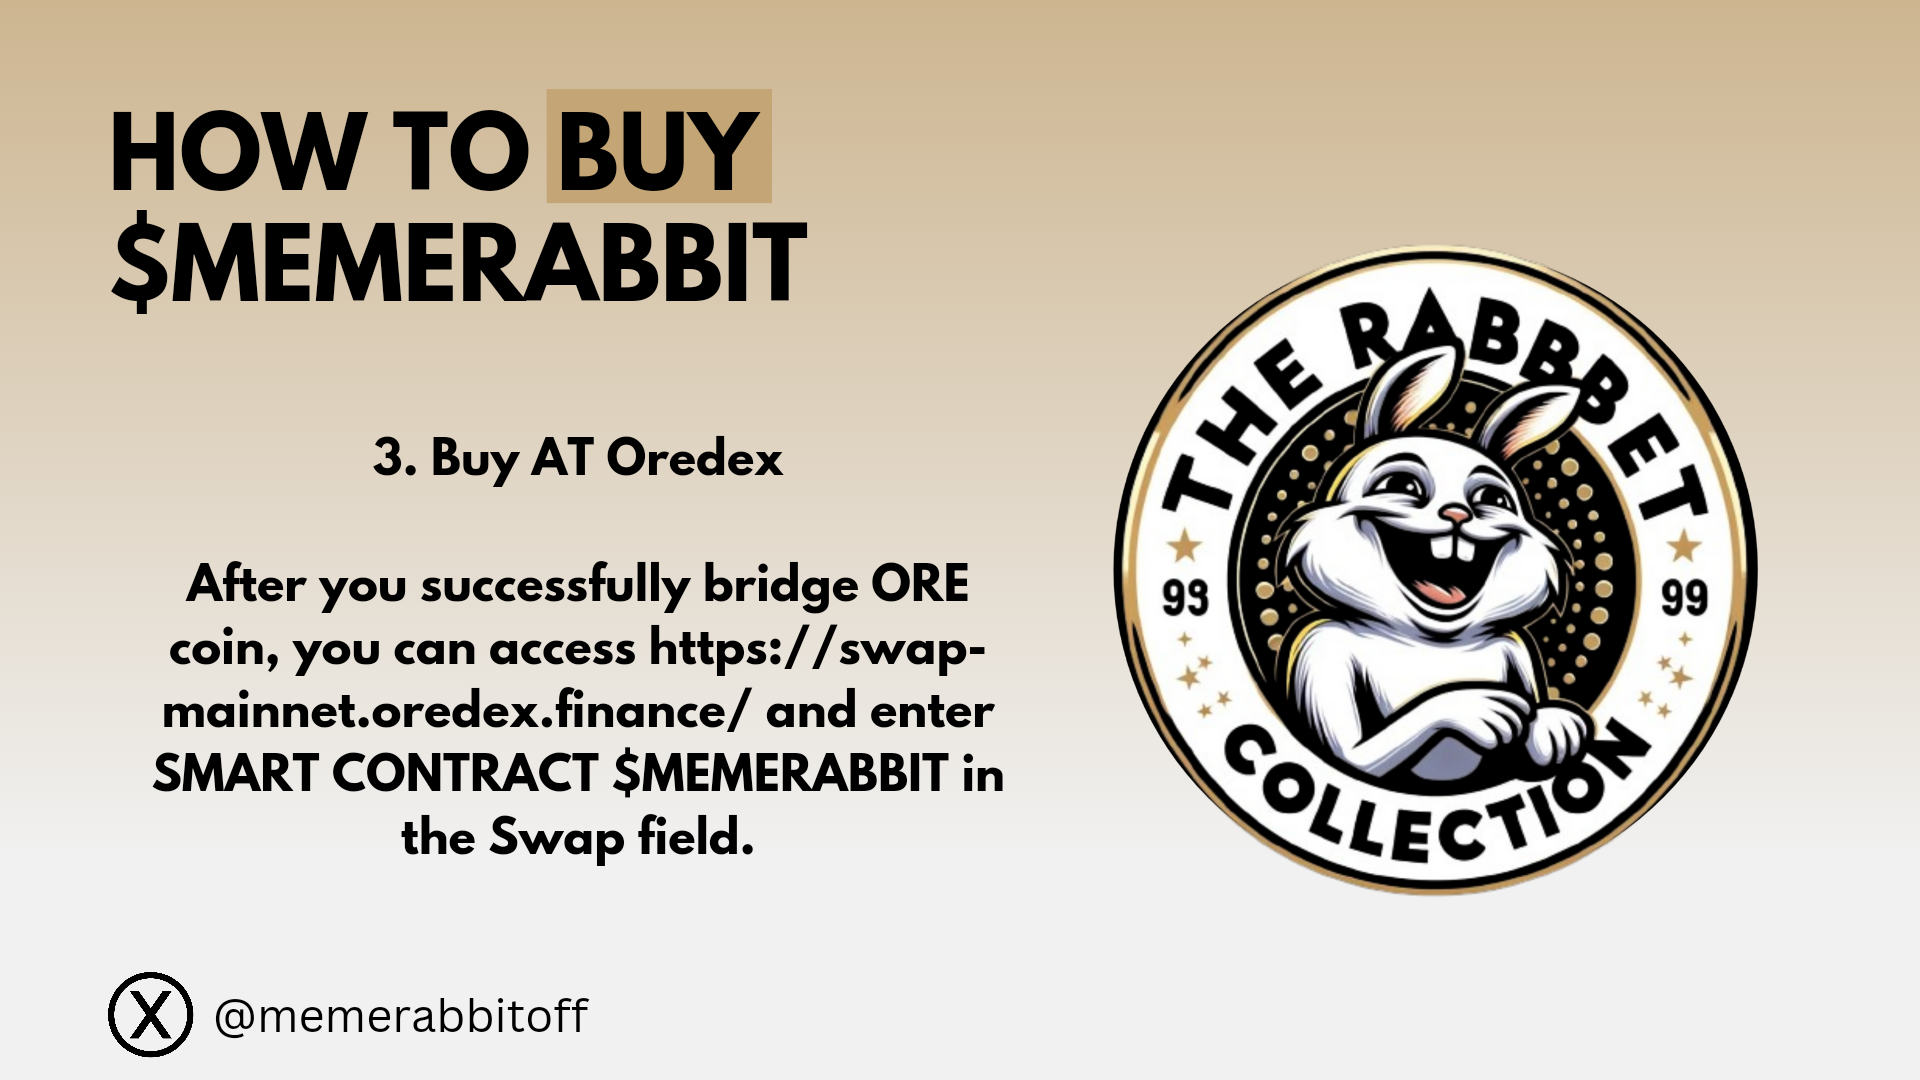 HOW TO BUY
$MEMERABBIT
3. Buy AT Oredex
After you successfully bridge ORE
coin, you can access https://swap-
mainnet.oredex.finance/ and enter
SMART CONTRACT $MEMERABBIT in
the Swap field.
THE RABBBET
93 99
COLLECTION
X @memerabbitoff